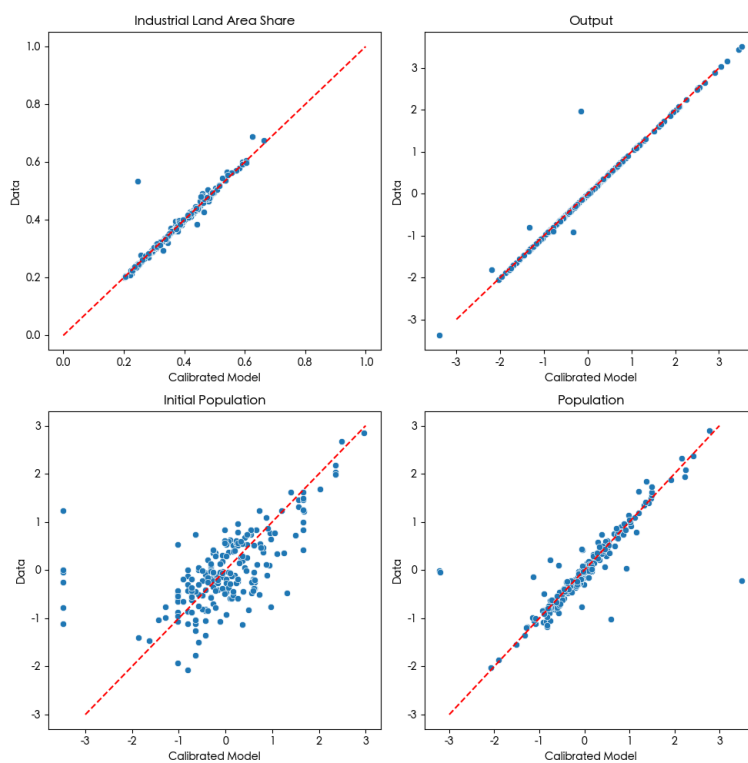 Industrial Land Area Share
1.0
0.8
0.6
0.4
0.2
0.0
Data
0.0 0.2 0.4 0.6 0.8 1.0
Calibrated Model
Output
3
2
1
0
-1
-2
-3
Data
-3 -2 -1 0 1 2 3
Calibrated Model
Initial Population
3
2
1
0
-1
-2
-3
Data
-3 -2 -1 0 1 2 3
Calibrated Model
Population
3
2
1
0
-1
-2
-3
Data
-3 -2 -1 0 1 2 3
Calibrated Model